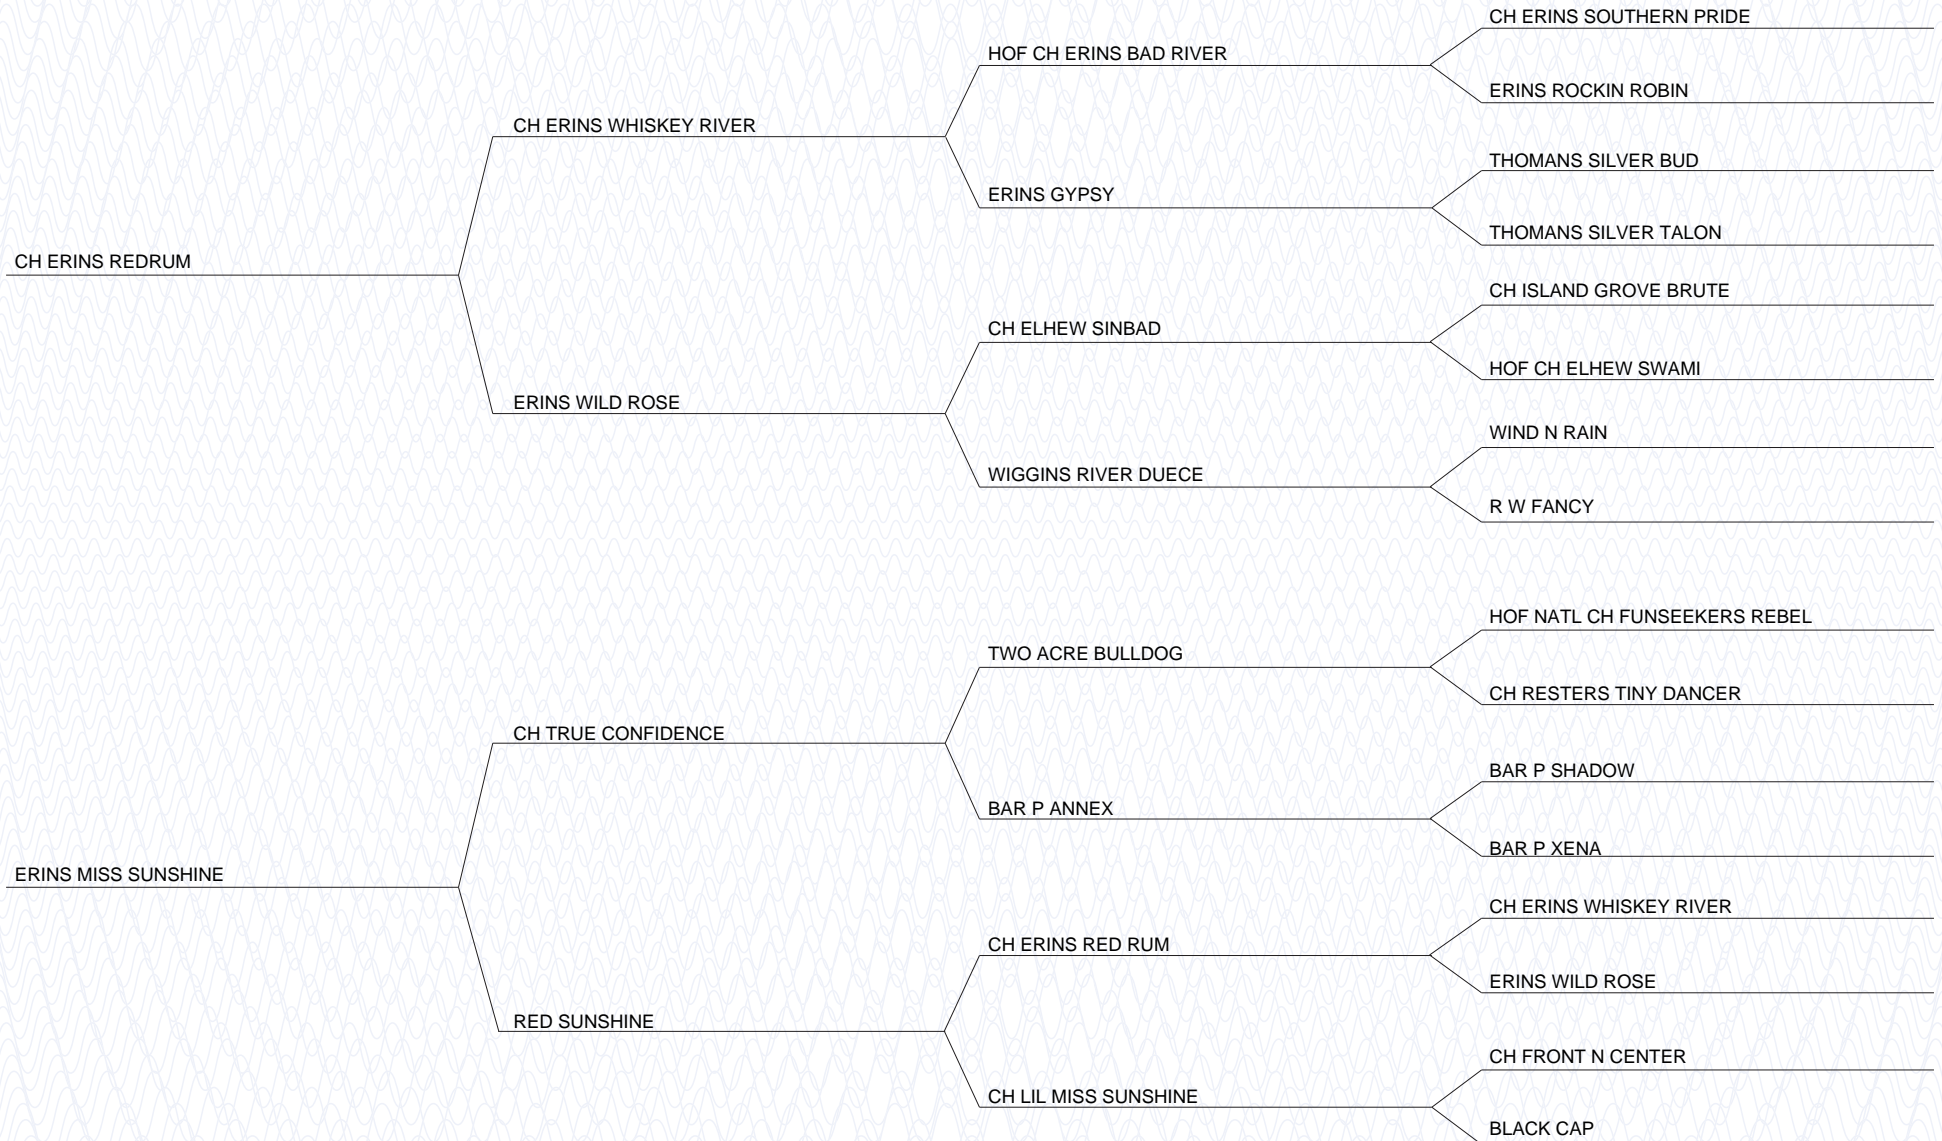 CH ERINS SOUTHERN PRIDE
HOF CH ERINS BAD RIVER
ERINS ROCKIN ROBIN
CH ERINS WHISKEY RIVER
THOMANS SILVER BUD
ERINS GYPSY
THOMANS SILVER TALON
CH ERINS REDRUM
CH ISLAND GROVE BRUTE
CH ELHEW SINBAD
HOF CH ELHEW SWAMI
ERINS WILD ROSE
WIND N RAIN
WIGGINS RIVER DUECE
R W FANCY
HOF NATL CH FUNSEEKERS REBEL
TWO ACRE BULLDOG
CH RESTERS TINY DANCER
CH TRUE CONFIDENCE
BAR P SHADOW
BAR P ANNEX
BAR P XENA
ERINS MISS SUNSHINE
CH ERINS WHISKEY RIVER
CH ERINS RED RUM
ERINS WILD ROSE
RED SUNSHINE
CH FRONT N CENTER
CH LIL MISS SUNSHINE
BLACK CAP